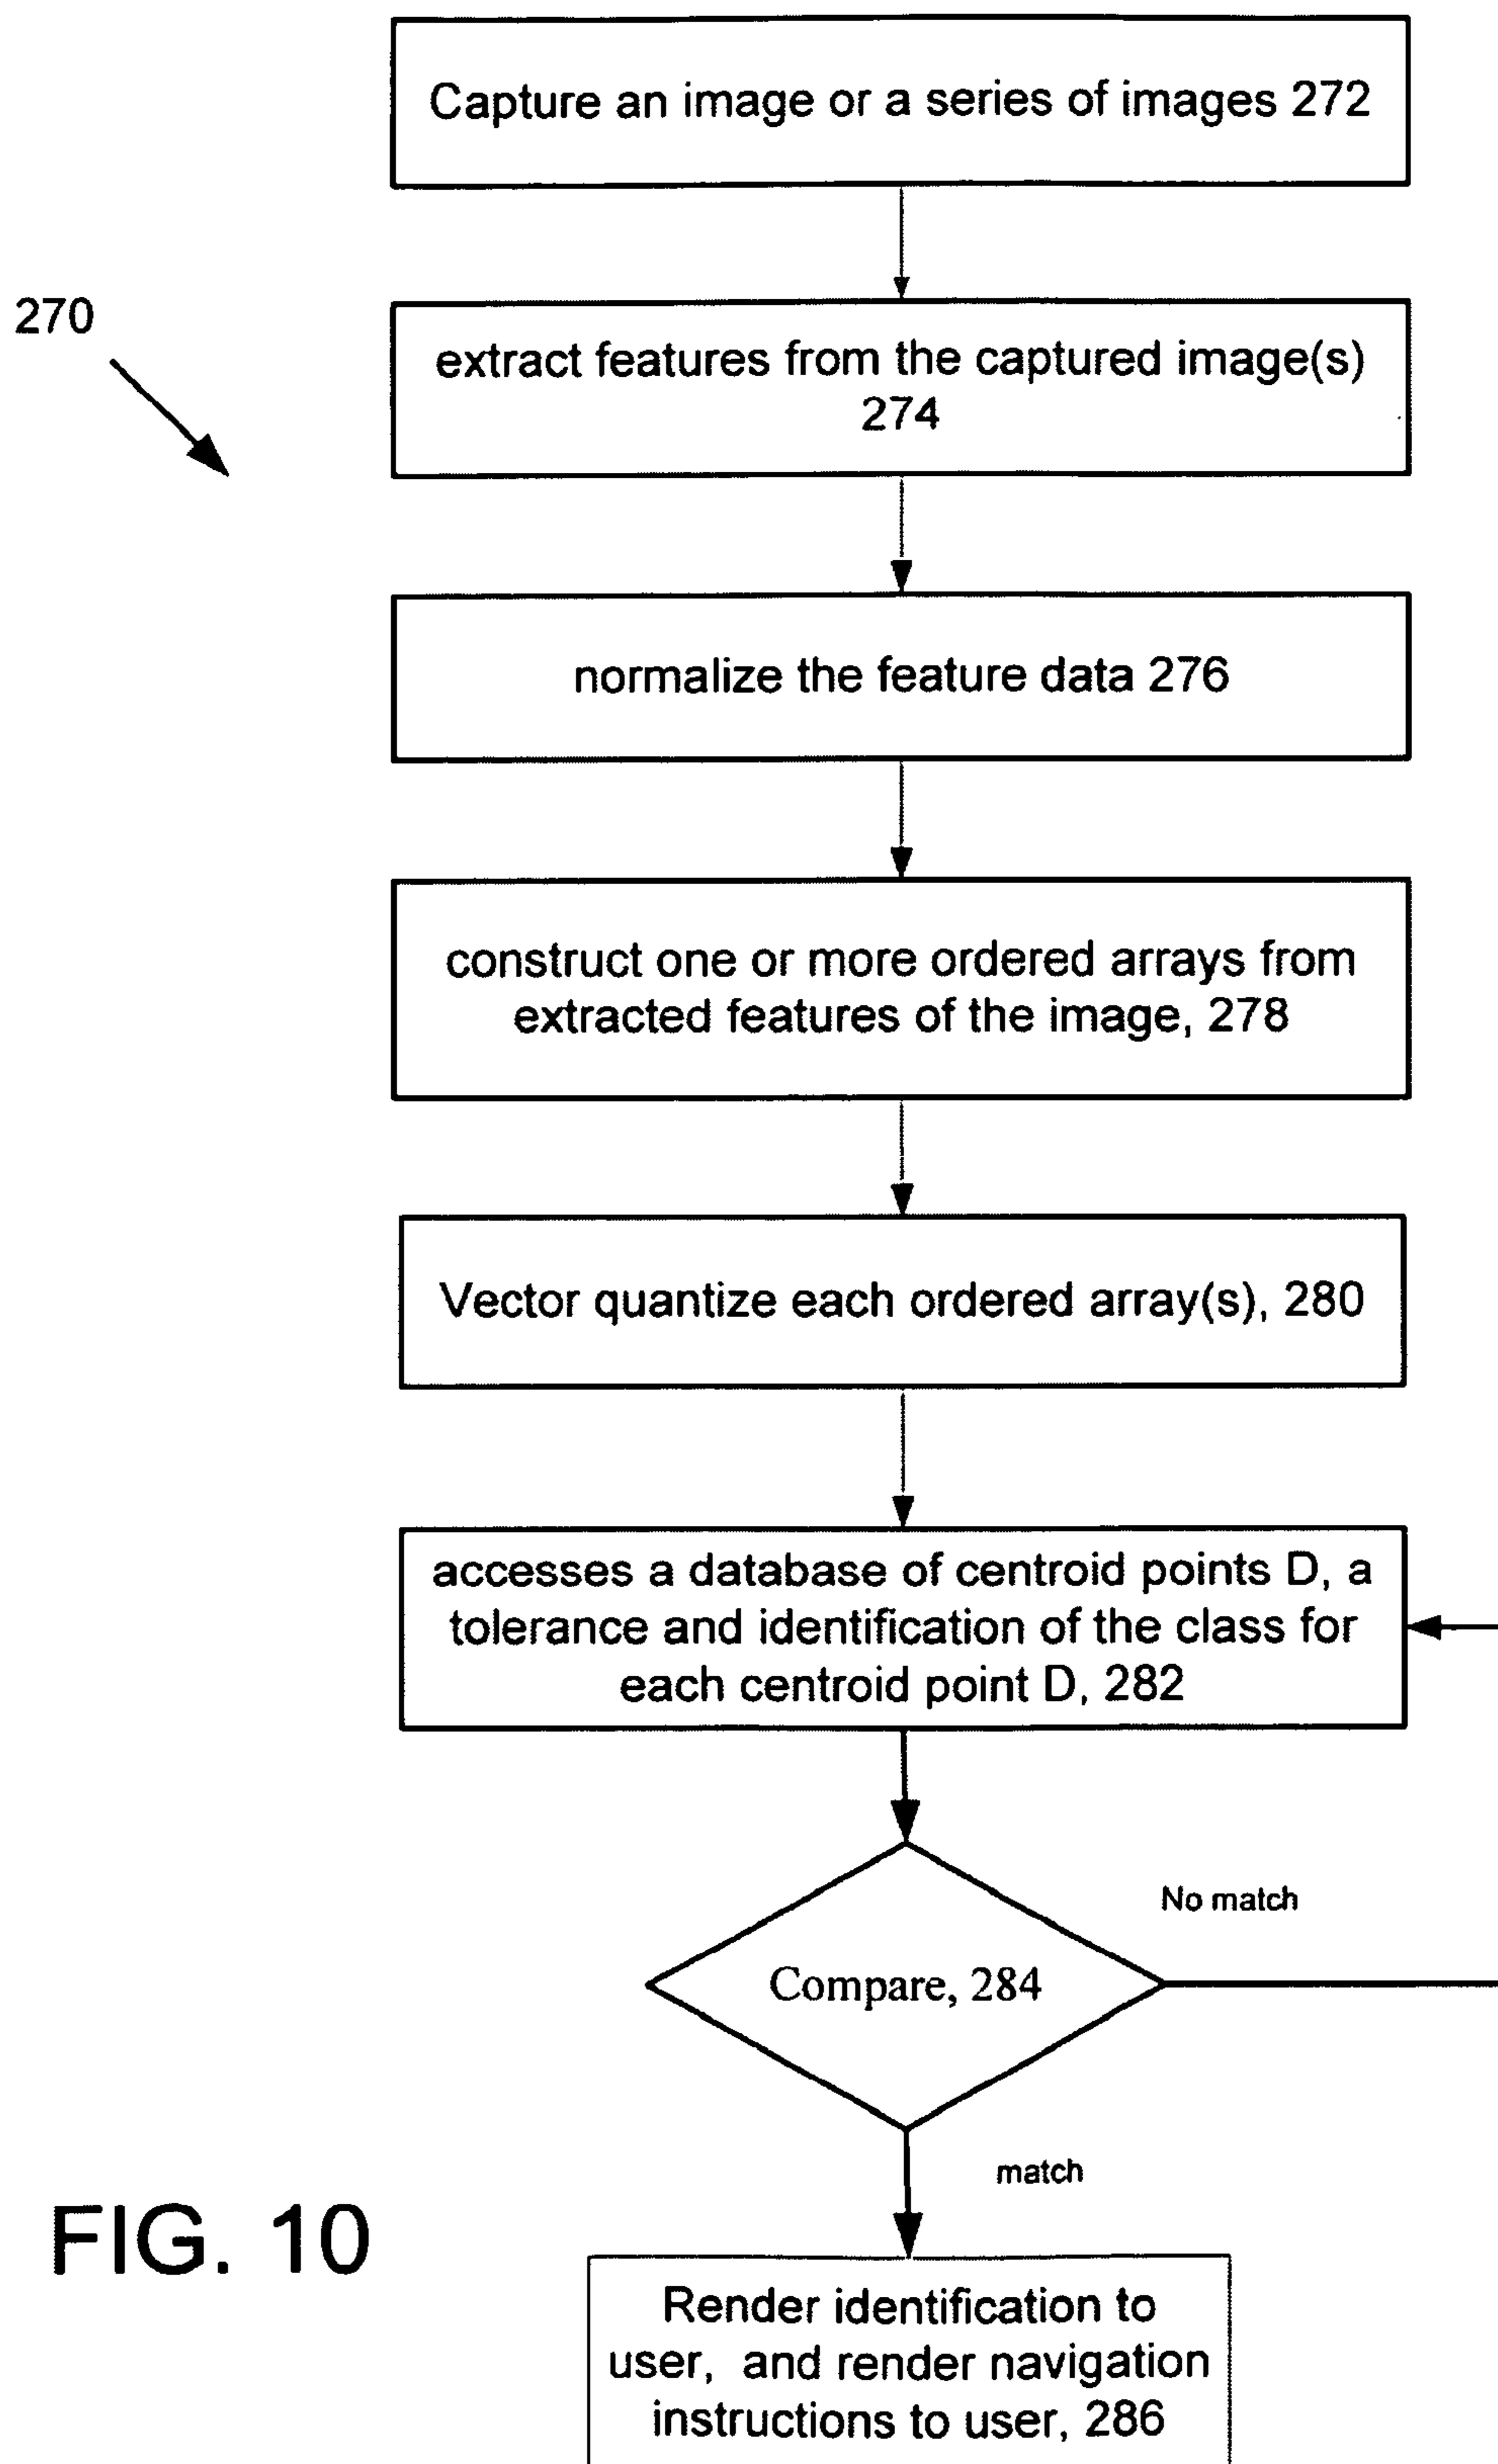 Capture an image or a series of images 272
270
extract features from the captured image(s)
274
normalize the feature data 276
construct one or more ordered arrays from
extracted features of the image, 278
Vector quantize each ordered array(s), 280
accesses a database of centroid points D, a
tolerance and identification of the class for
each centroid point D, 282
No match
Compare, 284
match
FIG. 10
Render identification to
user, and render navigation
instructions to user, 286